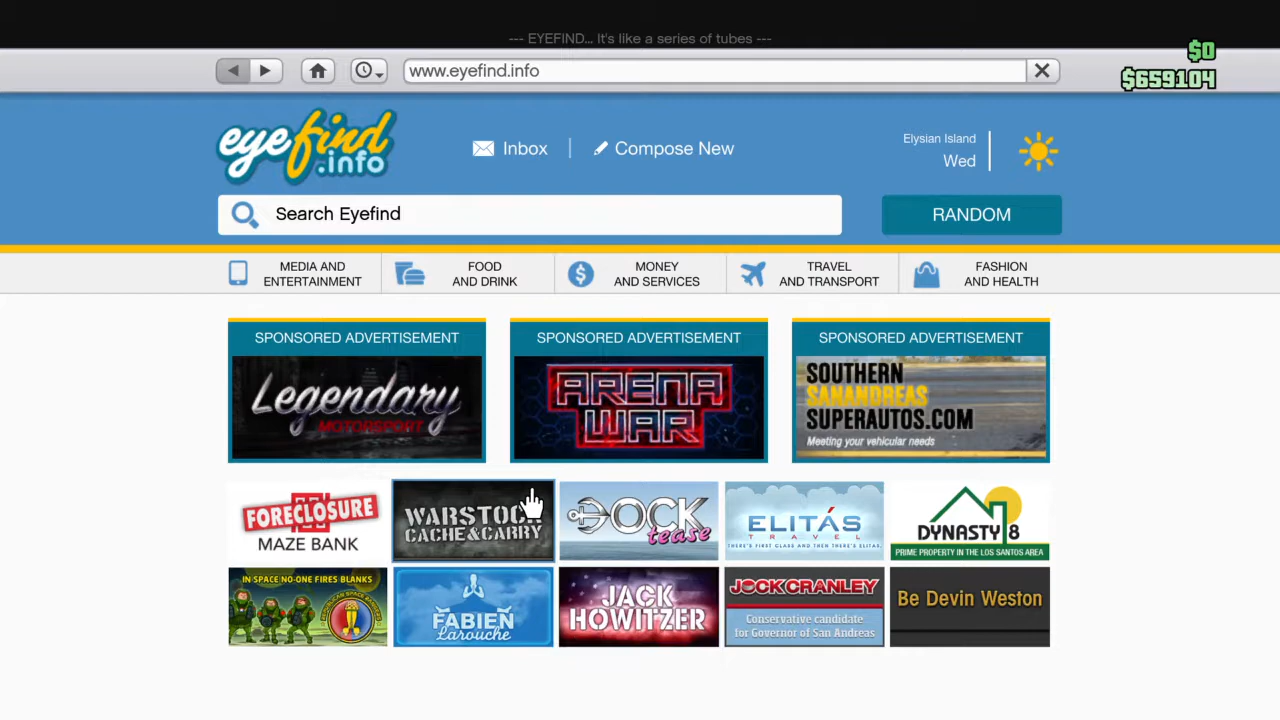 --- EYEFIND... It's like a series of tubes ---
$0
$659104
www.eyefind.info
eyefind
.info
Inbox
Compose New
Elysian Island
Wed
Search Eyefind
RANDOM
MEDIA AND
ENTERTAINMENT
FOOD
AND DRINK
MONEY
AND SERVICES
TRAVEL
AND TRANSPORT
FASHION
AND HEALTH
SPONSORED ADVERTISEMENT
Legendary
MOTORSPORT
SPONSORED ADVERTISEMENT
ARENA
WAR
SPONSORED ADVERTISEMENT
SOUTHERN
SANANDREAS
SUPERAUTOS.COM
Meeting your vehicular needs
FORECLOSURE
MAZE BANK
WARSTOCK
CACHE&CARRY
DOCK
tease
ELITÁS
TRAVEL
THERE'S FIRST CLASS AND THEN THERE'S ELITAS.
DYNASTY 8
PRIME PROPERTY IN THE LOS SANTOS AREA
IN SPACE NO-ONE FIRES BLANKS
REPUBLICAN SPACE RANGERS
FABIEN
Larouche
JACK
HOWITZER
JOCK CRANLEY
Conservative candidate
for Governor of San Andreas
Be Devin Weston